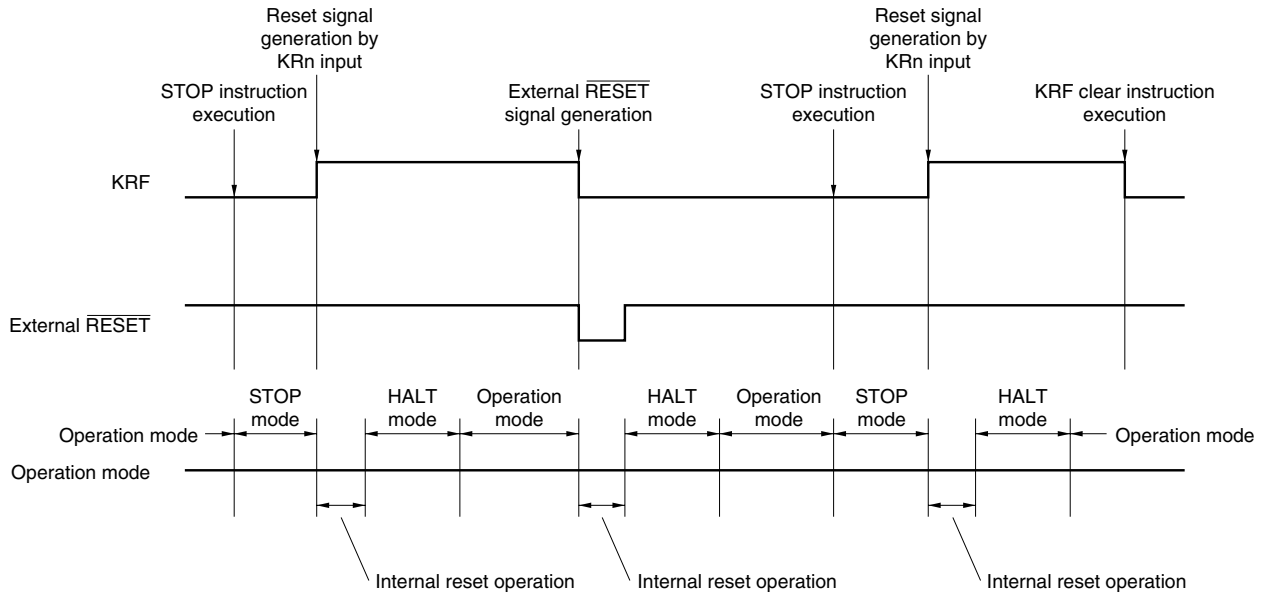 Reset signal
generation by
KRn input
Reset signal
generation by
KRn input
STOP instruction
execution
External RESET
signal generation
STOP instruction
execution
KRF clear instruction
execution
KRF
External RESET
STOP
mode
HALT
mode
Operation
mode
HALT
mode
Operation
mode
STOP
mode
HALT
mode
Operation mode
Operation mode
Operation mode
Internal reset operation
Internal reset operation
Internal reset operation